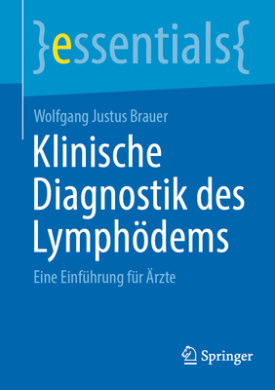 }essentials{
Wolfgang Justus Brauer
Klinische
Diagnostik des
Lymphödems
Eine Einführung für Ärzte
Springer